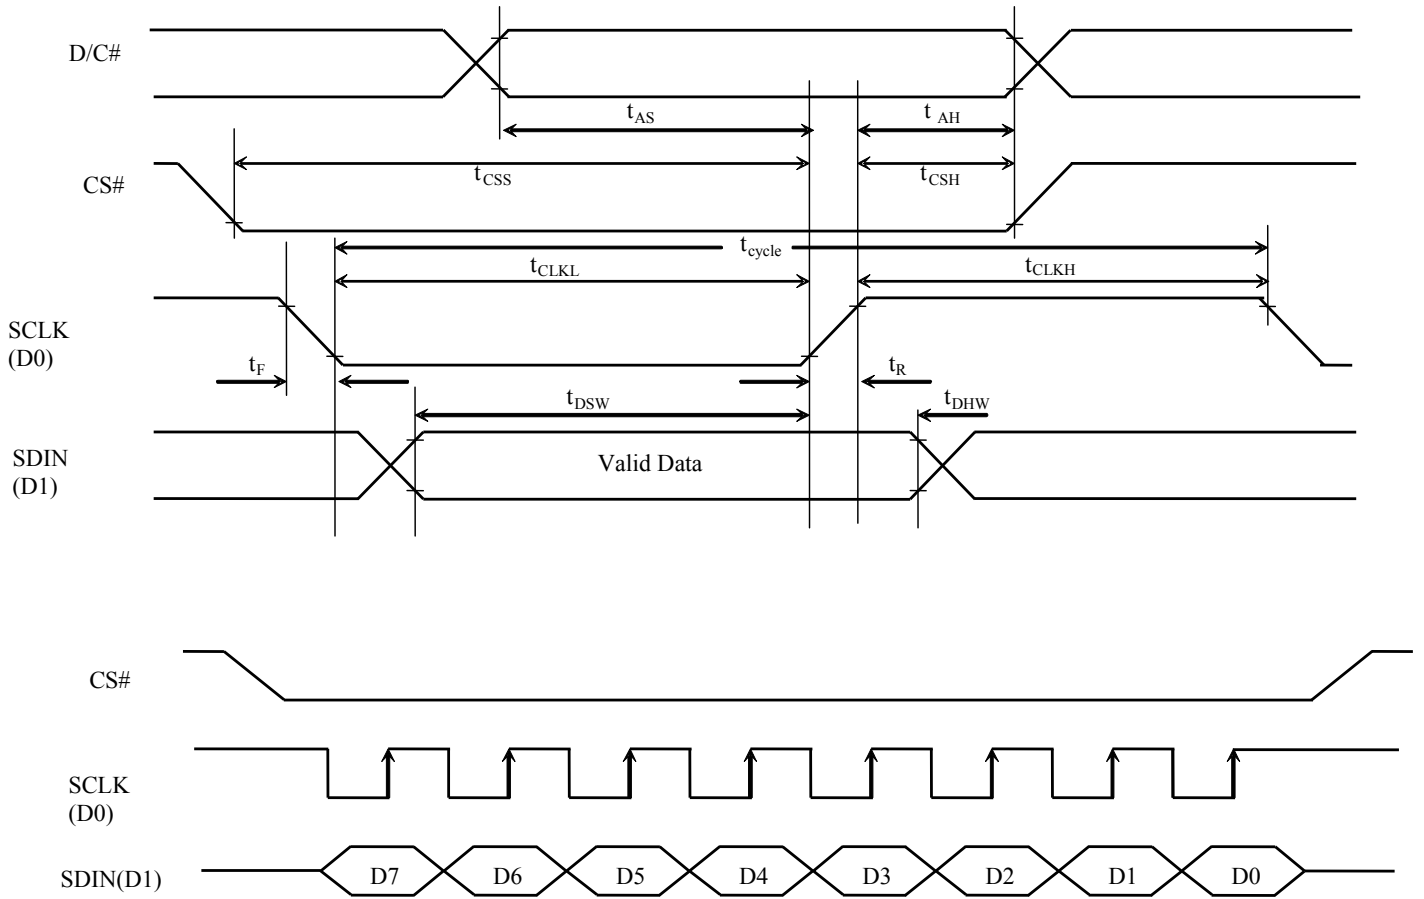 D/C#
tAS
t AH
CS#
tCSS
tCSH
tcycle
tCLKL
tCLKH
SCLK
(D0)
tF
tR
tDSW
tDHW
SDIN
(D1)
Valid Data
CS#
SCLK
(D0)
SDIN(D1)
D7
D6
D5
D4
D3
D2
D1
D0